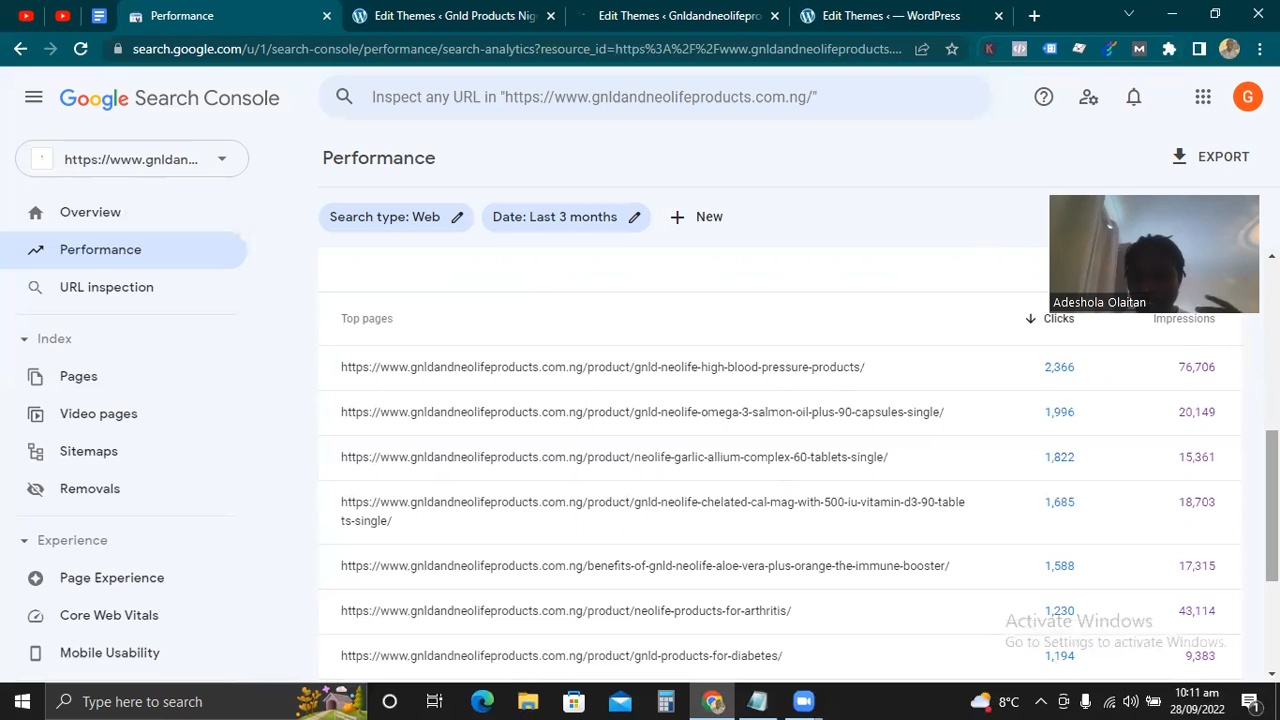 Performance
Edit Themes ‹ Gnld Products Nig
Edit Themes ‹ Gnldandneolifepro
Edit Themes ‹ — WordPress
search.google.com/u/1/search-console/performance/search-analytics?resource_id=https%3A%2F%2Fwww.gnldandneolifeproducts....
Google Search Console
Inspect any URL in "https://www.gnldandneolifeproducts.com.ng/"
G
https://www.gnldan...
Performance
EXPORT
Search type: Web
Date: Last 3 months
New
Overview
Performance
URL inspection
Index
Pages
Video pages
Sitemaps
Removals
Experience
Page Experience
Core Web Vitals
Mobile Usability
Adeshola Olaitan
Top pages Clicks Impressions
https://www.gnldandneolifeproducts.com.ng/product/gnld-neolife-high-blood-pressure-products/ 2,366 76,706
https://www.gnldandneolifeproducts.com.ng/product/gnld-neolife-omega-3-salmon-oil-plus-90-capsules-single/ 1,996 20,149
https://www.gnldandneolifeproducts.com.ng/product/neolife-garlic-allium-complex-60-tablets-single/ 1,822 15,361
https://www.gnldandneolifeproducts.com.ng/product/gnld-neolife-chelated-cal-mag-with-500-iu-vitamin-d3-90-table 1,685 18,703
ts-single/
https://www.gnldandneolifeproducts.com.ng/benefits-of-gnld-neolife-aloe-vera-plus-orange-the-immune-booster/ 1,588 17,315
https://www.gnldandneolifeproducts.com.ng/product/neolife-products-for-arthritis/ 1,230 43,114
https://www.gnldandneolifeproducts.com.ng/product/gnld-products-for-diabetes/ 1,194 9,383
Activate Windows
Go to Settings to activate Windows.
Type here to search
8°C
10:11 am
28/09/2022